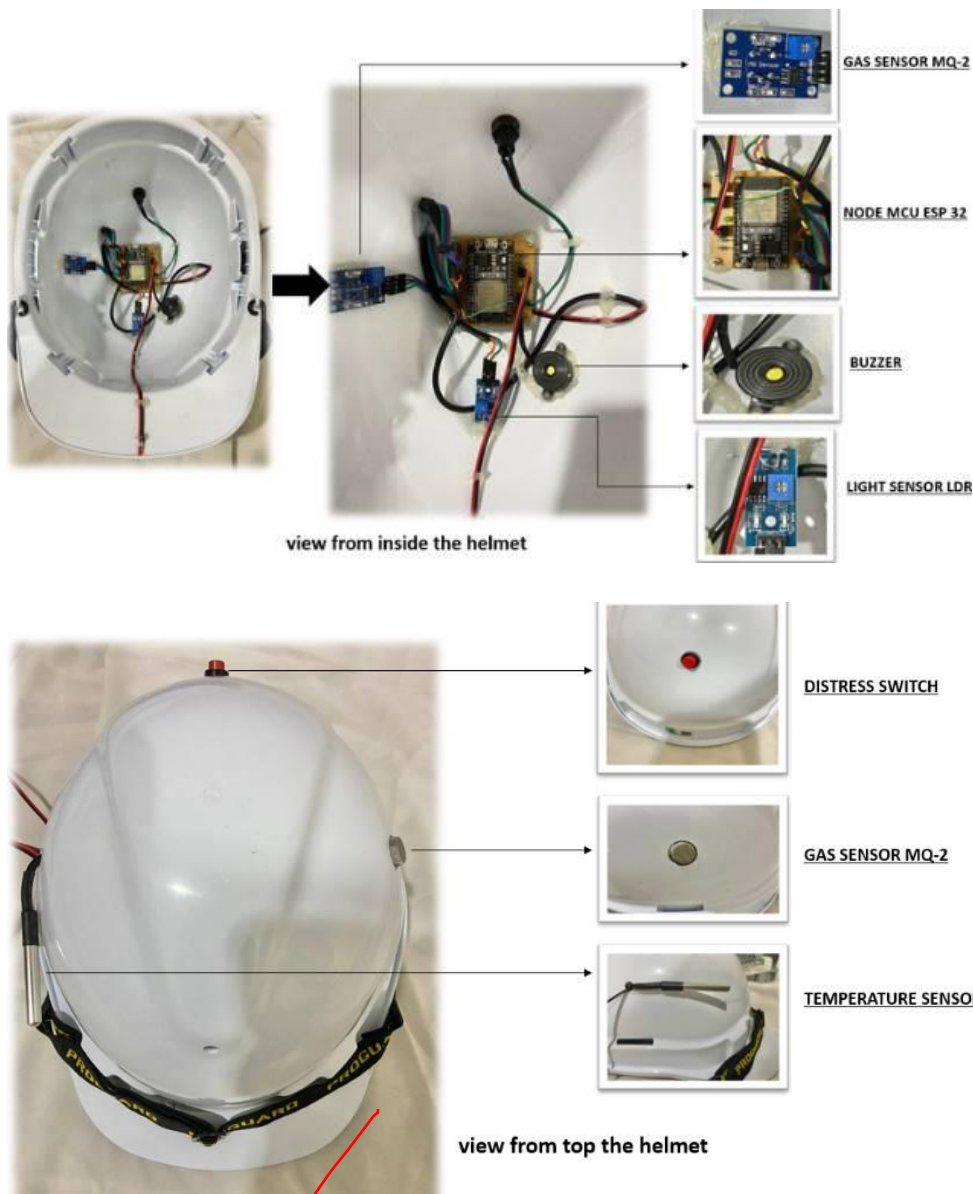 GAS SENSOR MQ-2
NODE MCU ESP 32
BUZZER
LIGHT SENSOR LDR
view from inside the helmet
DISTRESS SWITCH
GAS SENSOR MQ-2
TEMPERATURE SENSO
PROGUARD
view from top the helmet